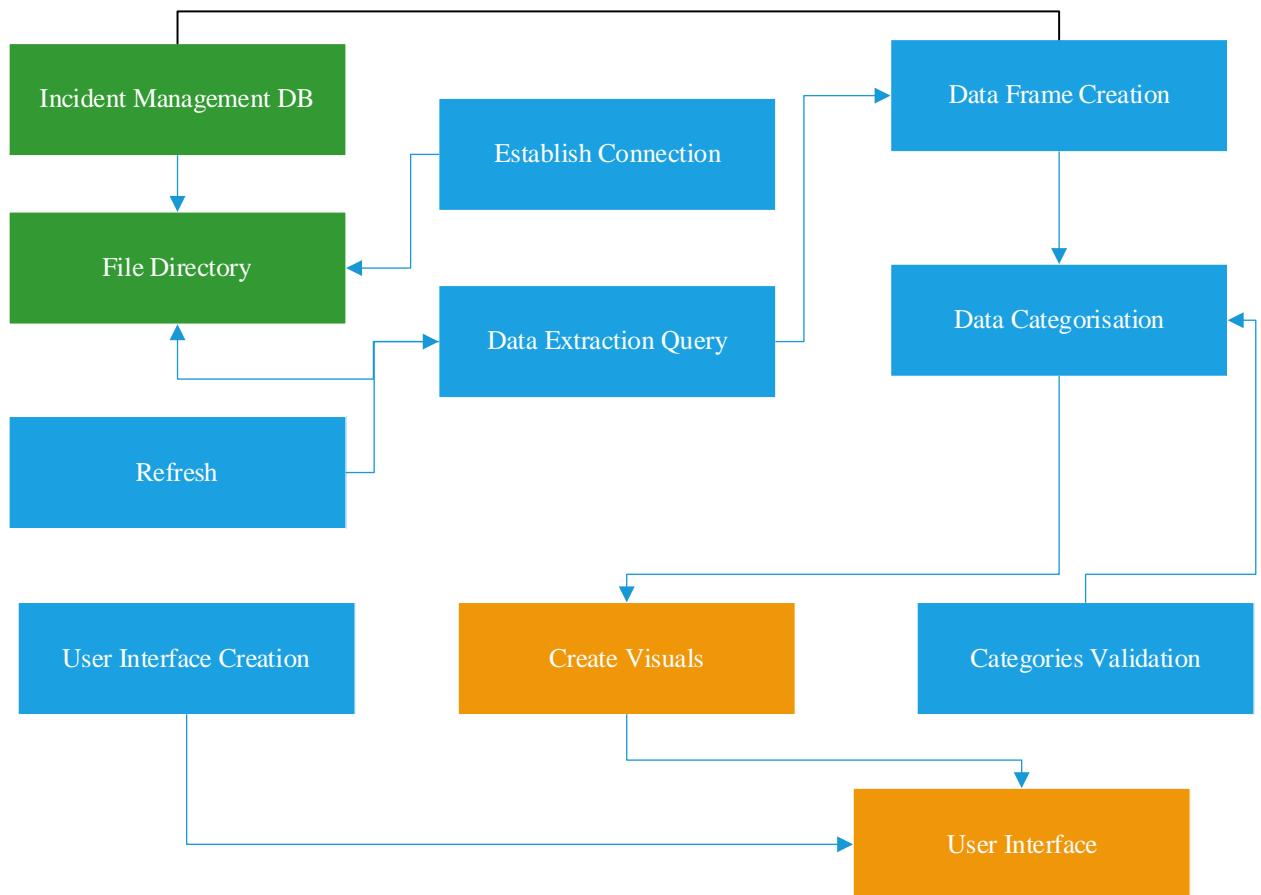 Incident Management DB
Data Frame Creation
Establish Connection
File Directory
Data Categorisation
Data Extraction Query
Refresh
User Interface Creation
Create Visuals
Categories Validation
User Interface